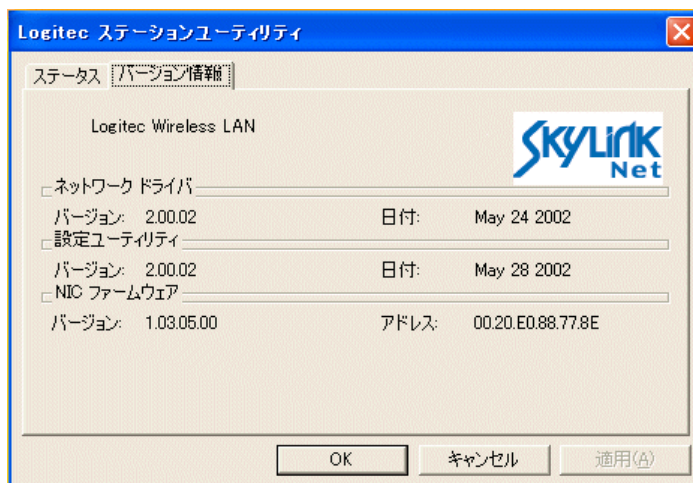 Logitec ステーションユーティリティ
ステータス バージョン情報
Logitec Wireless LAN
SKYLINK
Net
ネットワーク ドライバ
バージョン: 2.00.02 日付: May 24 2002
設定ユーティリティ
バージョン: 2.00.02 日付: May 28 2002
NIC ファームウェア
バージョン: 1.03.05.00 アドレス: 00.20.E0.88.77.8E
OK キャンセル 適用(A)